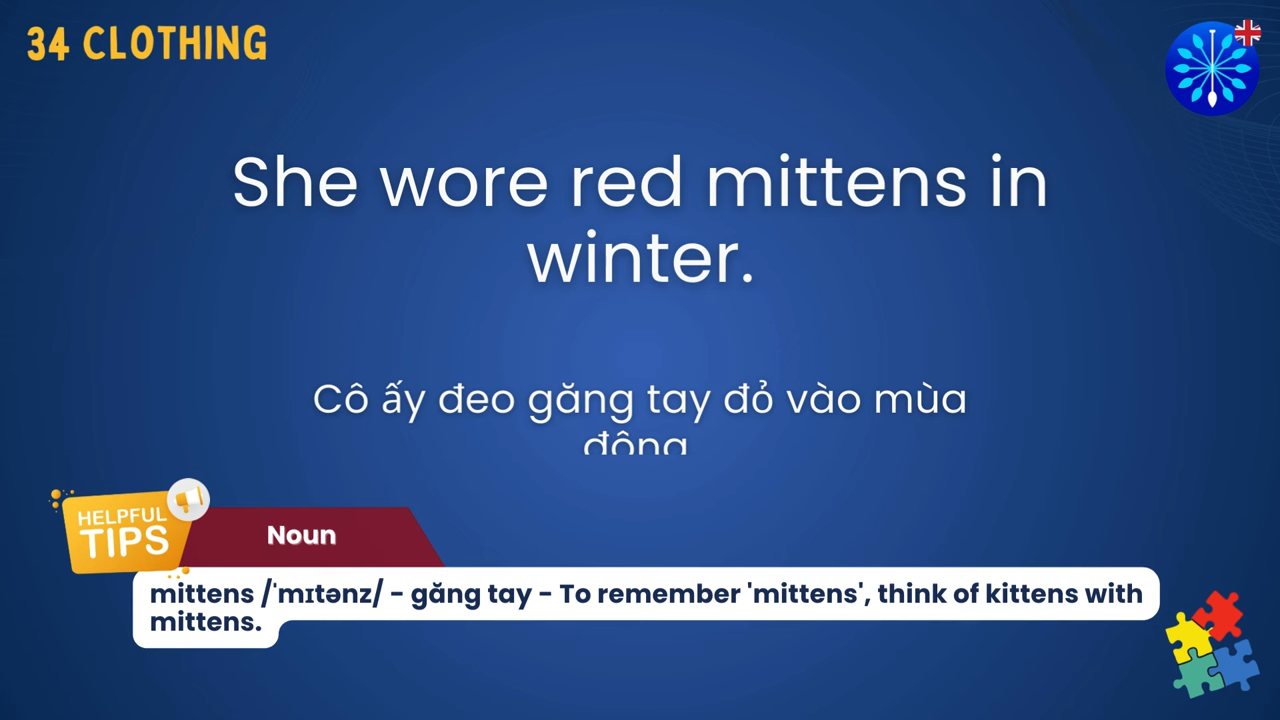 34 CLOTHING
She wore red mittens in
winter.
Cô ấy đeo găng tay đỏ vào mùa
đông
HELPFUL
TIPS
Noun
mittens /ˈmɪtənz/ - găng tay - To remember 'mittens', think of kittens with
mittens.